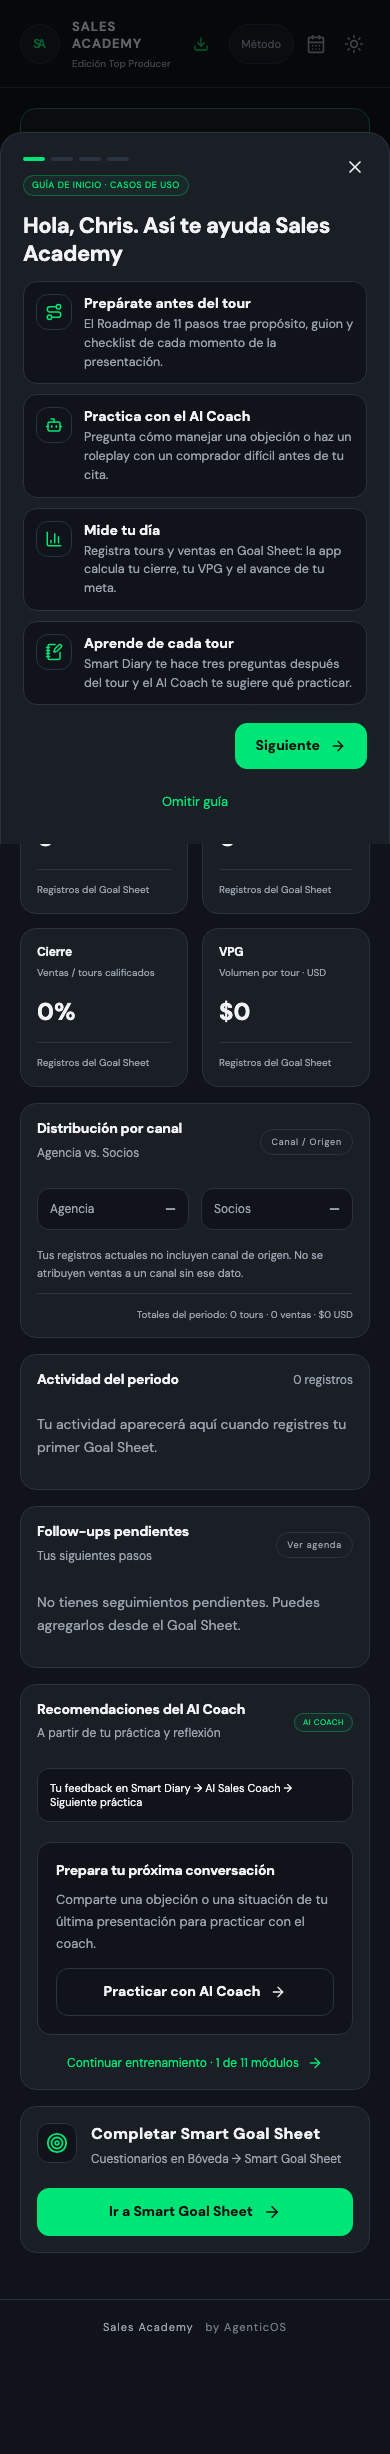 SA
SALES
ACADEMY
Edición Top Producer
Método
GUÍA DE INICIO · CASOS DE USO
Hola, Chris. Así te ayuda Sales
Academy
Prepárate antes del tour
El Roadmap de 11 pasos trae propósito, guion y
checklist de cada momento de la
presentación.
Practica con el AI Coach
Pregunta cómo manejar una objeción o haz un
roleplay con un comprador difícil antes de tu
cita.
Mide tu día
Registra tours y ventas en Goal Sheet: la app
calcula tu cierre, tu VPG y el avance de tu
meta.
Aprende de cada tour
Smart Diary te hace tres preguntas después
del tour y el AI Coach te sugiere qué practicar.
Siguiente →
Omitir guía
Registros del Goal Sheet
Registros del Goal Sheet
Cierre
Ventas / tours calificados
0%
Registros del Goal Sheet
VPG
Volumen por tour · USD
$0
Registros del Goal Sheet
Distribución por canal
Agencia vs. Socios
Canal / Origen
Agencia —
Socios —
Tus registros actuales no incluyen canal de origen. No se
atribuyen ventas a un canal sin ese dato.
Totales del periodo: 0 tours · 0 ventas · $0 USD
Actividad del periodo
0 registros
Tu actividad aparecerá aquí cuando registres tu
primer Goal Sheet.
Follow-ups pendientes
Tus siguientes pasos
Ver agenda
No tienes seguimientos pendientes. Puedes
agregarlos desde el Goal Sheet.
Recomendaciones del AI Coach
A partir de tu práctica y reflexión
AI COACH
Tu feedback en Smart Diary → AI Sales Coach →
Siguiente práctica
Prepara tu próxima conversación
Comparte una objeción o una situación de tu
última presentación para practicar con el
coach.
Practicar con AI Coach →
Continuar entrenamiento · 1 de 11 módulos →
Completar Smart Goal Sheet
Cuestionarios en Bóveda → Smart Goal Sheet
Ir a Smart Goal Sheet →
Sales Academy by AgenticOS